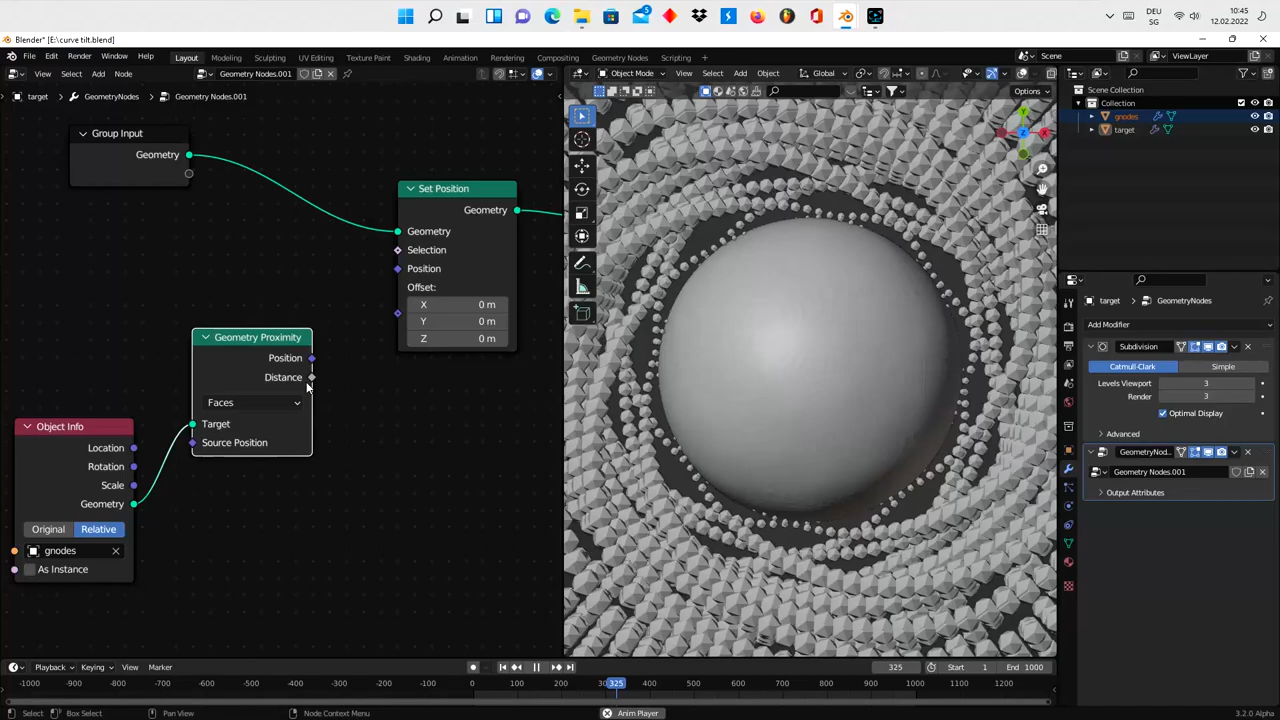 5
DEU
SG
10:45
12.02.2022
Blender* [E:\curve tilt.blend]
File Edit Render Window Help
Layout Modeling Sculpting UV Editing Texture Paint Shading Animation Rendering Compositing Geometry Nodes Scripting
Scene
ViewLayer
View Select Add Node
Geometry Nodes.001
Object Mode
View Select Add Object
Global
target GeometryNodes Geometry Nodes.001
Options
Scene Collection
Collection
gnodes
target
Group Input
Geometry
Set Position
Geometry
Geometry
Selection
Position
Offset:
X 0 m
Y 0 m
Z 0 m
Geometry Proximity
Position
Distance
Faces
Target
Source Position
Object Info
Location
Rotation
Scale
Geometry
Original Relative
gnodes
As Instance
Y
X
Z
target GeometryNodes
Add Modifier
Subdivision
Catmull-Clark Simple
Levels Viewport 3
Render 3
Optimal Display
Advanced
GeometryNod...
Geometry Nodes.001
Output Attributes
Playback Keying View Marker
325 Start 1 End 1000
-1000 -900 -800 -700 -600 -500 -400 -300 -200 -100 0 100 200 325 400 500 600 700 800 900 1000 1100 1200
Select Box Select Pan View Node Context Menu Anim Player 3.2.0 Alpha